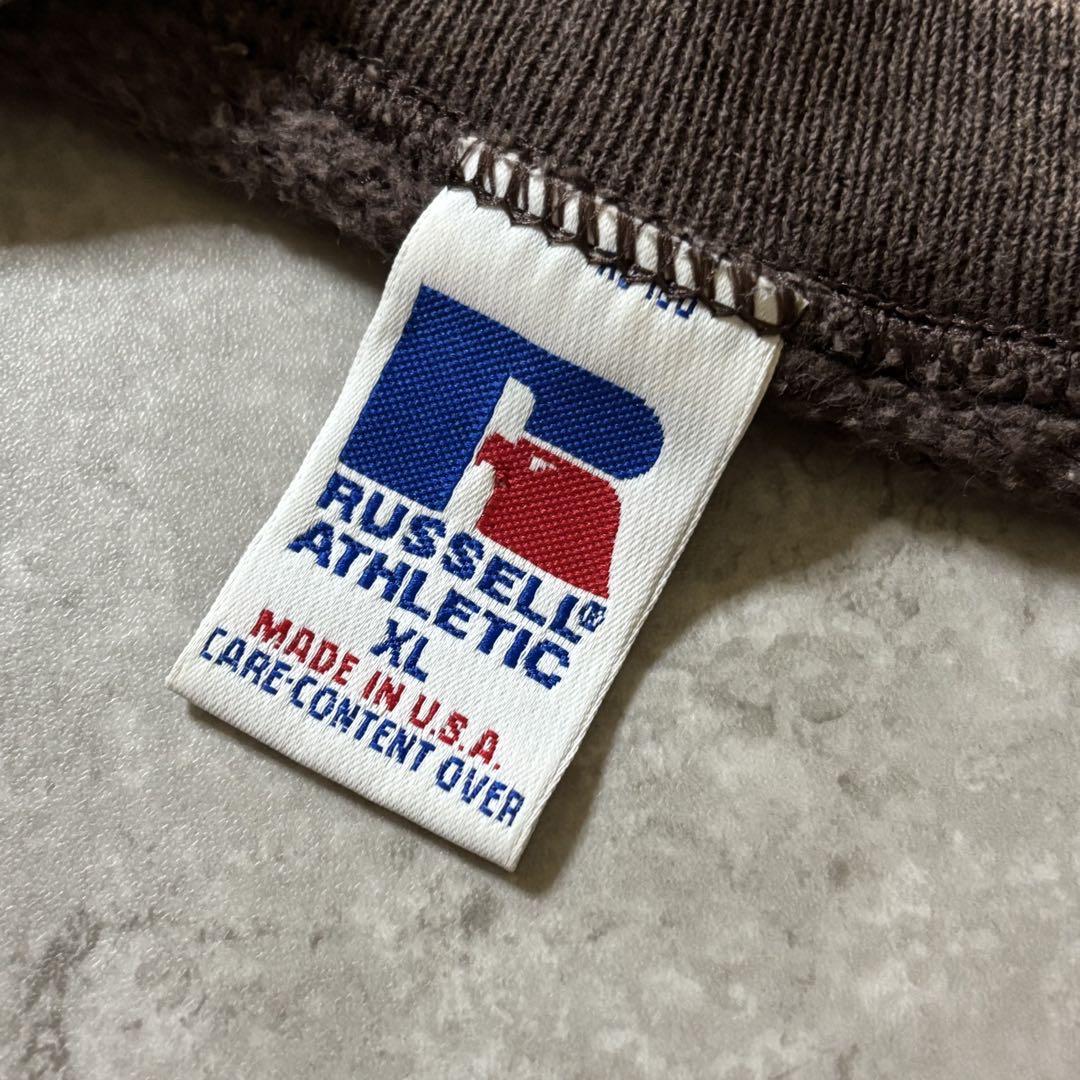 RUSSELL®
ATHLETIC
XL
MADE IN U.S.A.
CARE-CONTENT OVER